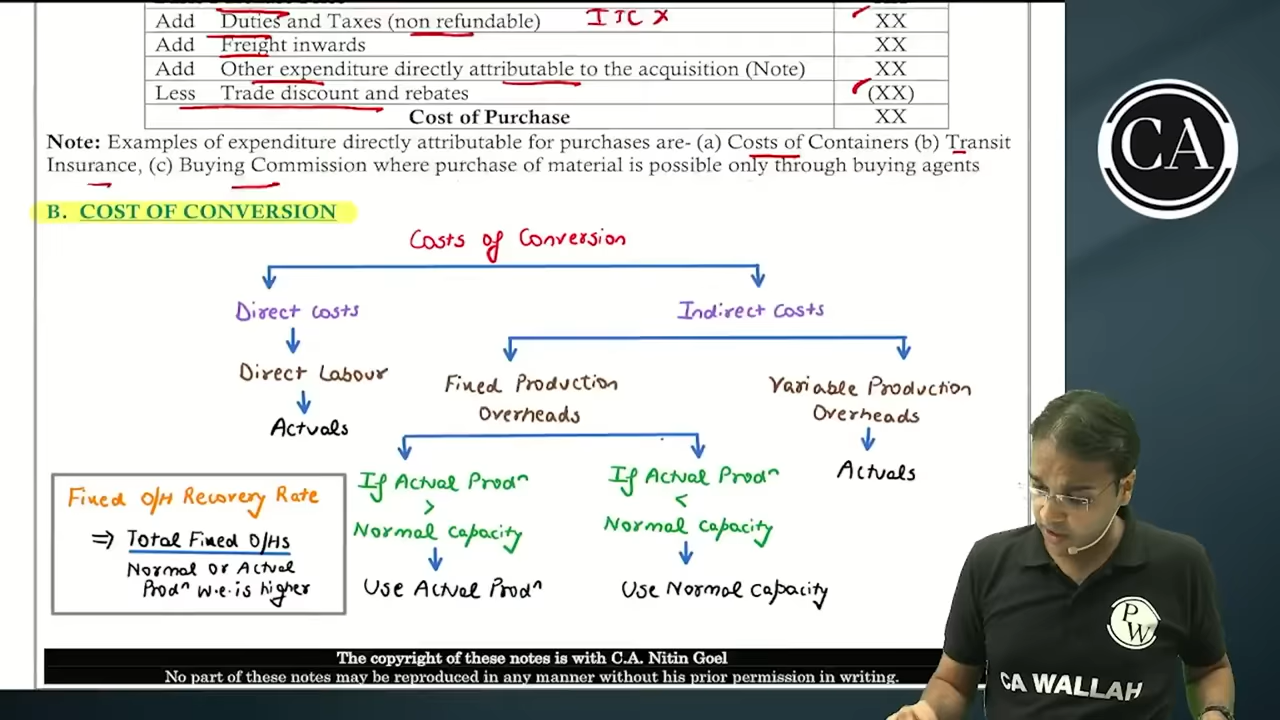 Add Duties and Taxes (non refundable) ITC X XX
Add Freight inwards XX
Add Other expenditure directly attributable to the acquisition (Note) XX
Less Trade discount and rebates (XX)
Cost of Purchase XX
Note: Examples of expenditure directly attributable for purchases are- (a) Costs of Containers (b) Transit
Insurance, (c) Buying Commission where purchase of material is possible only through buying agents
CA
B. COST OF CONVERSION
Costs of Conversion
Direct costs
Indirect costs
Direct Labour
Actuals
Fixed Production
Overheads
Variable Production
Overheads
Actuals
If Actual Prodⁿ
>
Normal capacity
Use Actual Prodⁿ
If Actual Prodⁿ
<
Normal capacity
Use Normal capacity
Fixed O/H Recovery Rate
⇒ Total Fixed O/Hs
Normal Or Actual
Prodⁿ w.e. is higher
The copyright of these notes is with C.A. Nitin Goel
No part of these notes may be reproduced in any manner without his prior permission in writing.
P
W
CA WALLAH